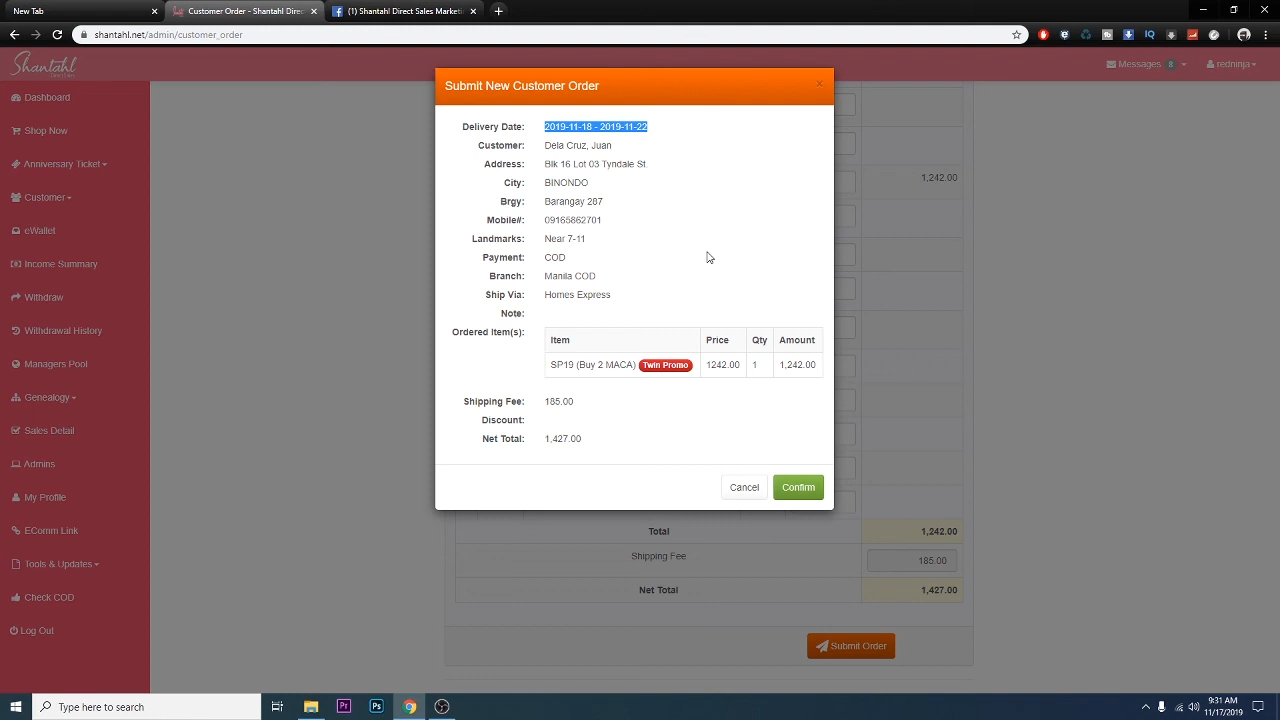 New Tab
Customer Order - Shantahl Direc
(1) Shantahl Direct Sales Marketing
shantahl.net/admin/customer_order
Shantahl
Messages 8
redninja
Dashboard
Shop Now
Anniversary Ticket
Customer
eWallet
Income Summary
Withdraw
Withdrawal History
Managers Pool
Genealogy
Sales Detail
Admins
My Profile
EComm Link
Tools & Updates
Check COD
Log Out
Submit New Customer Order
×
Delivery Date: 2019-11-18 - 2019-11-22
Customer: Dela Cruz, Juan
Address: Blk 16 Lot 03 Tyndale St.
City: BINONDO
Brgy: Barangay 287
Mobile#: 09165862701
Landmarks: Near 7-11
Payment: COD
Branch: Manila COD
Ship Via: Homes Express
Note:
Ordered Item(s):
Item Price Qty Amount
SP19 (Buy 2 MACA) Twin Promo 1242.00 1 1,242.00
Shipping Fee: 185.00
Discount:
Net Total: 1,427.00
Cancel Confirm
1,242.00
Total 1,242.00
Shipping Fee 185.00
Net Total 1,427.00
Submit Order
Type here to search
Pr
Ps
9:31 AM
11/17/2019